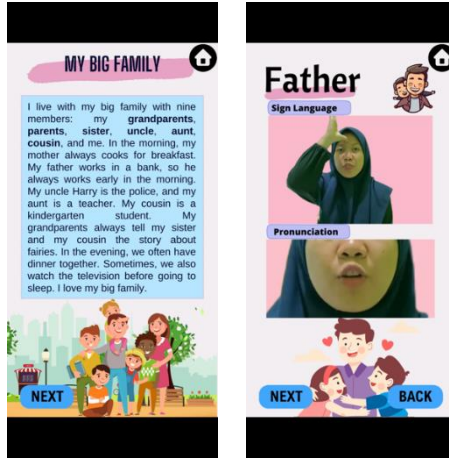 MY BIG FAMILY
I live with my big family with nine
members: my grandparents,
parents, sister, uncle, aunt,
cousin, and me. In the morning, my
mother always cooks for breakfast.
My father works in a bank, so he
always works early in the morning.
My uncle Harry is the police, and my
aunt is a teacher. My cousin is a
kindergarten student. My
grandparents always tell my sister
and my cousin the story about
fairies. In the evening, we often have
dinner together. Sometimes, we also
watch the television before going to
sleep. I love my big family.
NEXT
Father
Sign Language
Pronunciation
NEXT
BACK